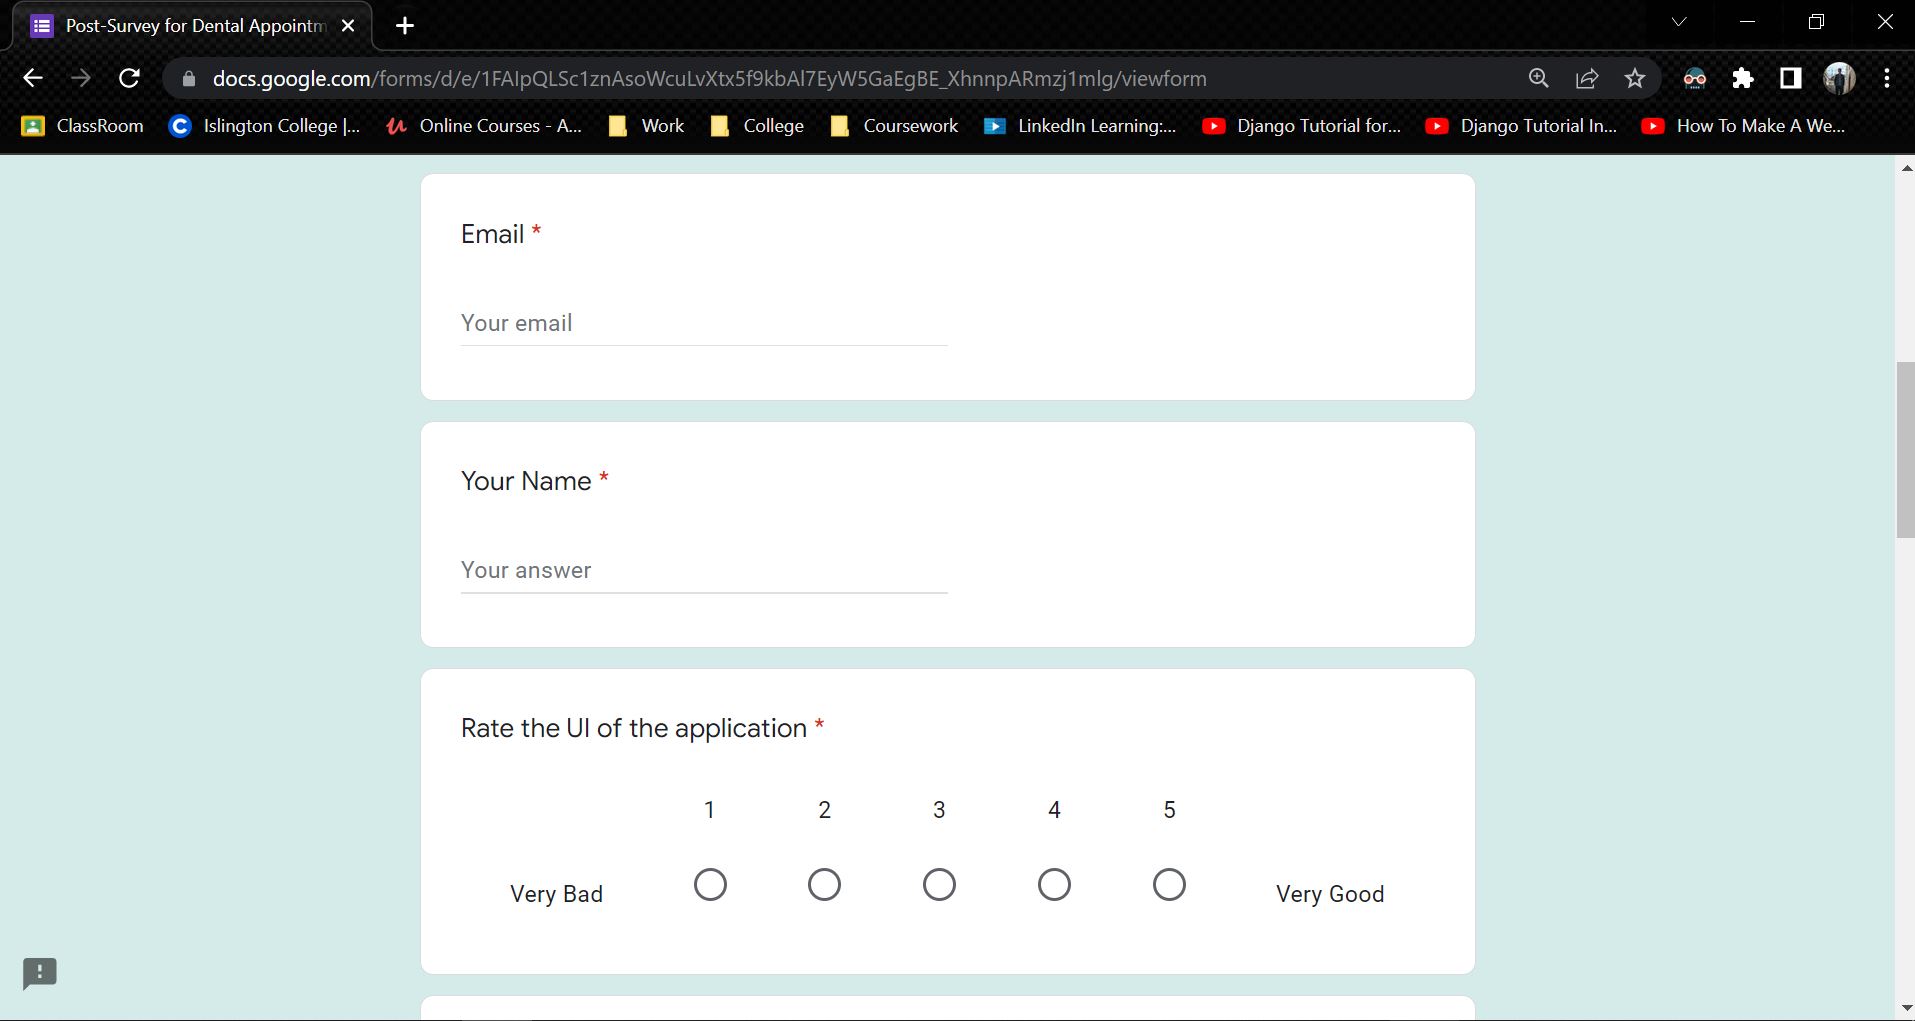 Post-Survey for Dental Appointm
docs.google.com/forms/d/e/1FAIpQLSc1znAsoWcuLvXtx5f9kbAl7EyW5GaEgBE_XhnnpARmzj1mlg/viewform
ClassRoom Islington College |... Online Courses - A... Work College Coursework LinkedIn Learning:... Django Tutorial for... Django Tutorial In... How To Make A We...
Email *
Your email
Your Name *
Your answer
Rate the UI of the application *
1 2 3 4 5
Very Bad Very Good